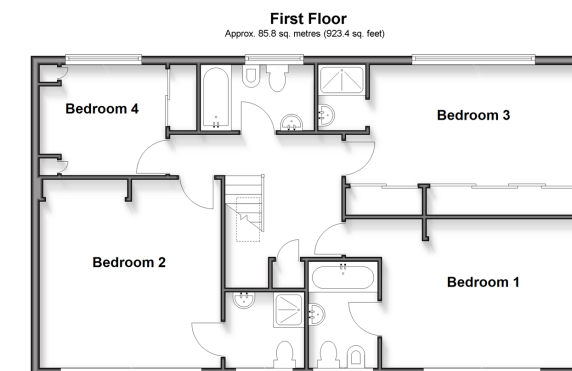 First Floor
Approx. 85.8 sq. metres (923.4 sq. feet)
Bedroom 4
Bedroom 3
Bedroom 2
Bedroom 1